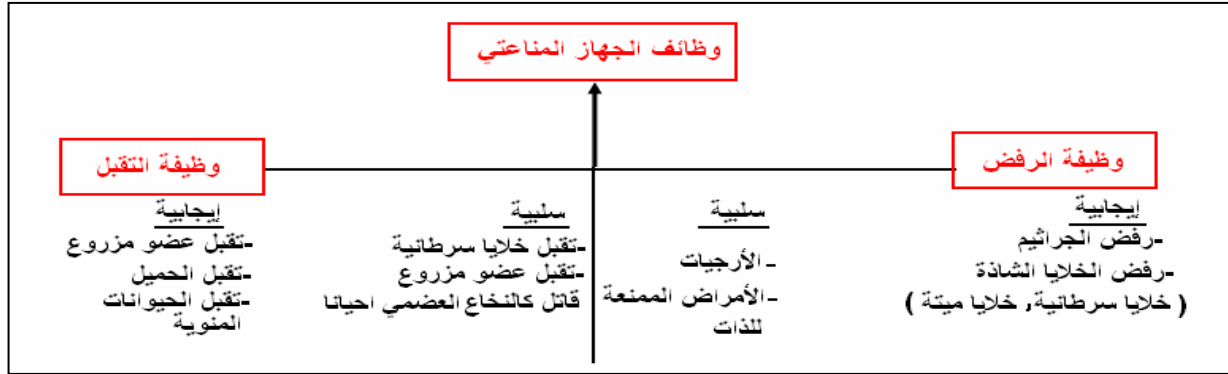 وظائف الجهاز المناعتي
وظيفة الرفض
إيجابية
-رفض الجراثيم
-رفض الخلايا الشاذة
( خلايا سرطانية, خلايا ميتة )
سلبية
- الأرجيات
- الأمراض الممنعة
للذات
وظيفة التقبل
سلبية
-تقبل خلايا سرطانية
-تقبل عضو مزروع
قاتل كالنخاع العضمي احيانا
إيجابية
-تقبل عضو مزروع
-تقبل الحميل
-تقبل الحيوانات
المنوية